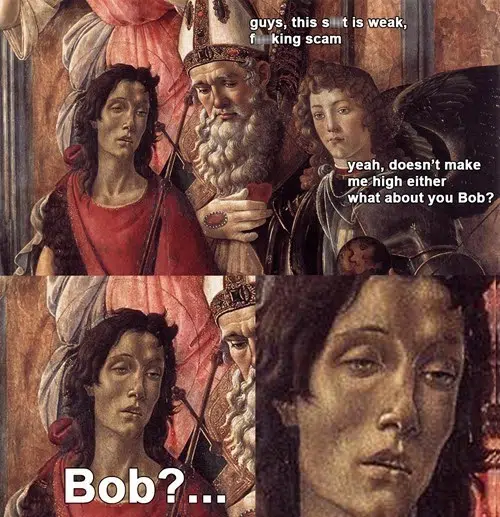 guys, this s t is weak,
f king scam
yeah, doesn't make
me high either
what about you Bob?
Bob?...